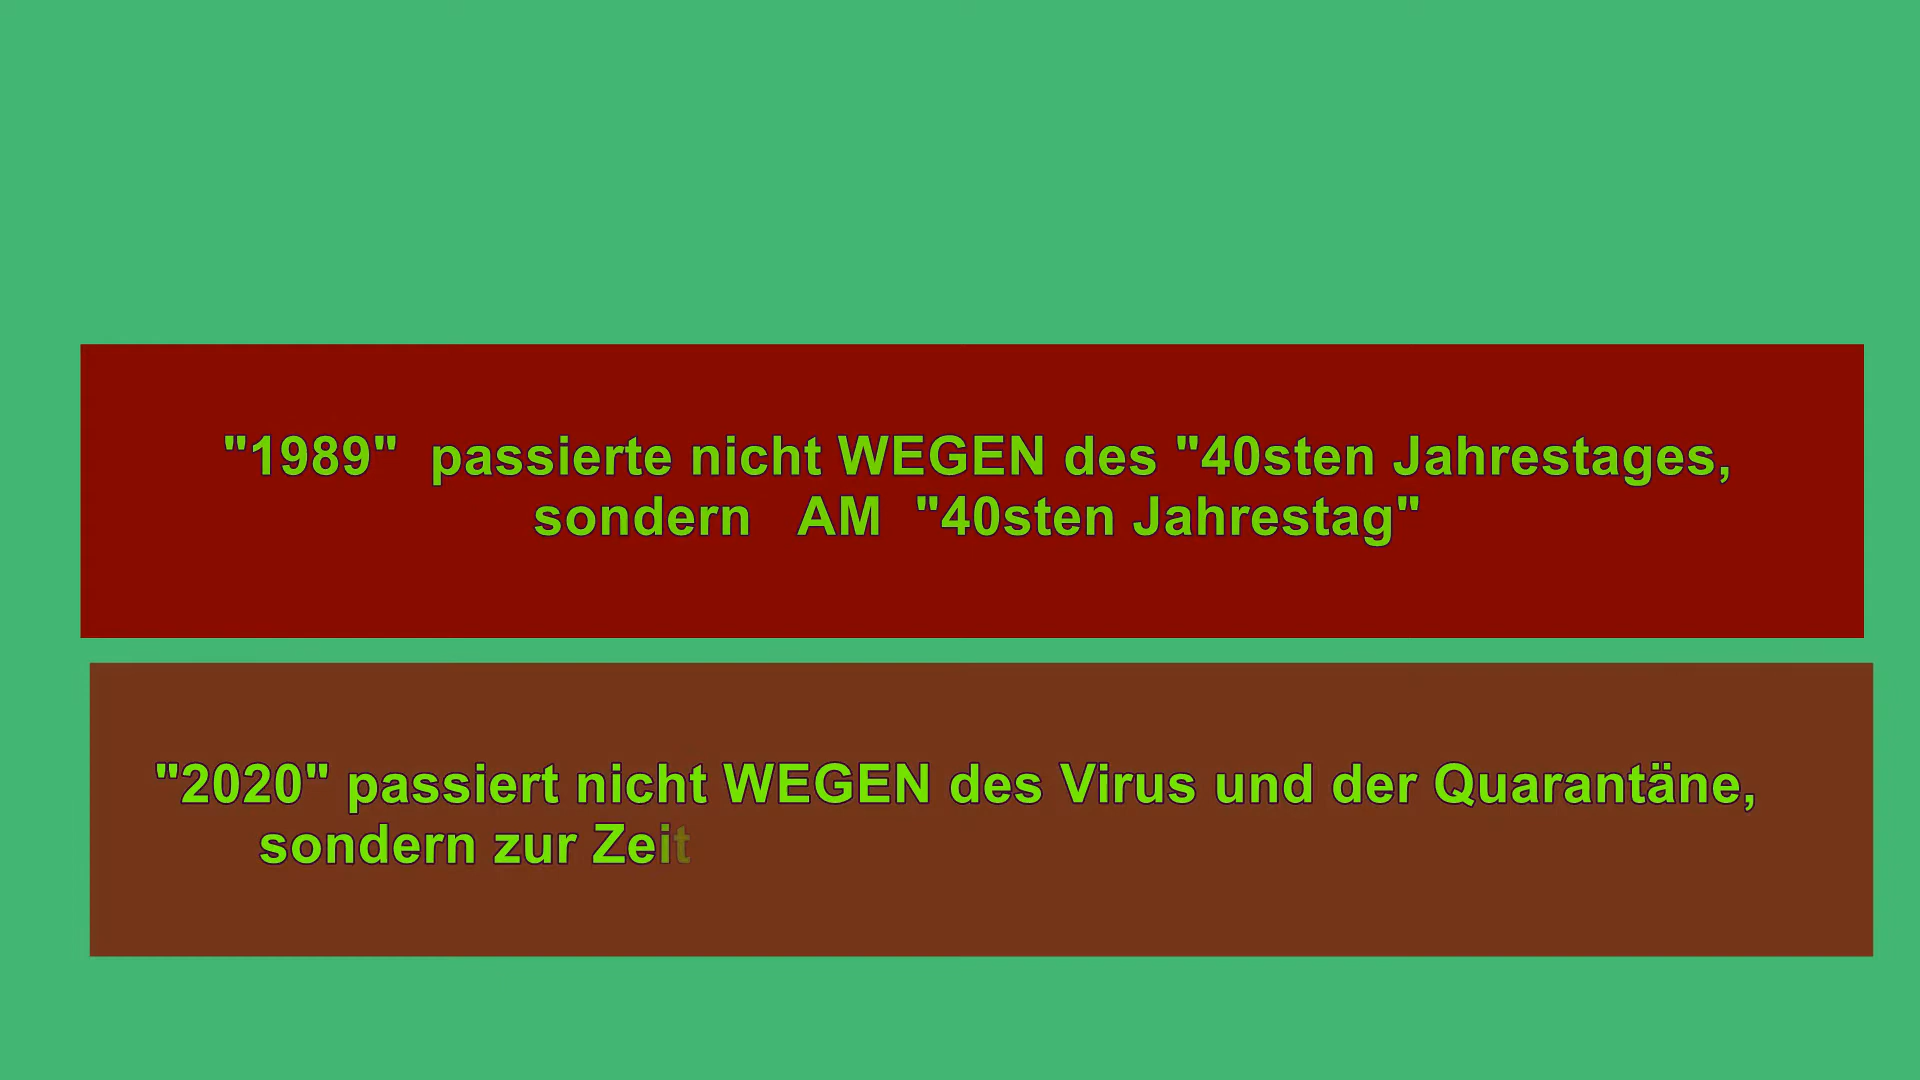 "1989"  passierte nicht WEGEN des "40sten Jahrestages,
sondern   AM  "40sten Jahrestag"
"2020" passiert nicht WEGEN des Virus und der Quarantäne,
sondern zur Zeit